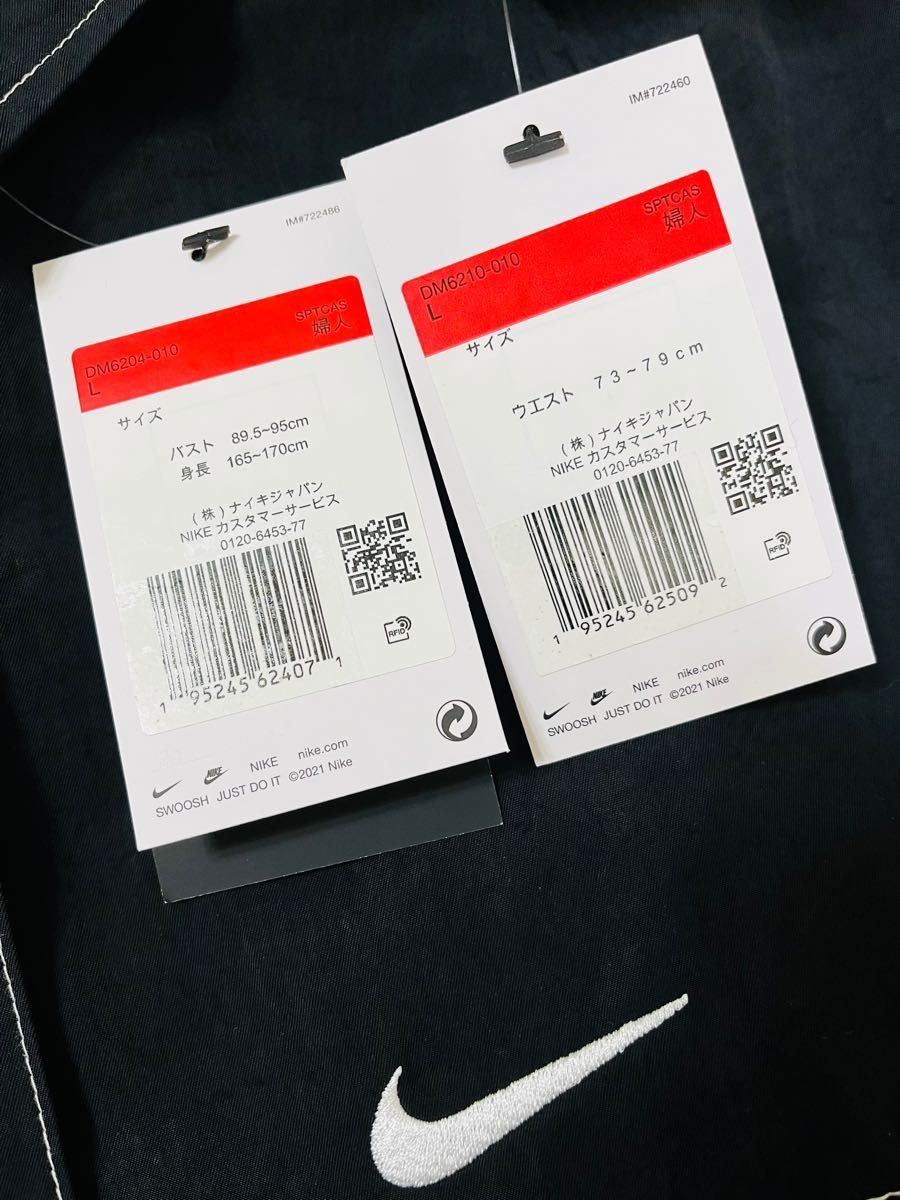 IM#722486
SPTCAS
婦人
DM6204-010
L
サイズ
バスト 89.5~95cm
身長 165~170cm
(株)ナイキジャパン
NIKE カスタマーサービス
0120-6453-77
RFID
1 95245 62407 1
NIKE NIKE nike.com
SWOOSH JUST DO IT ©2021 Nike
IM#722460
SPTCAS
婦人
DM6210-010
L
サイズ
ウエスト 73~79cm
(株)ナイキジャパン
NIKE カスタマーサービス
0120-6453-77
RFID
1 95245 62509 2
NIKE NIKE nike.com
SWOOSH JUST DO IT ©2021 Nike